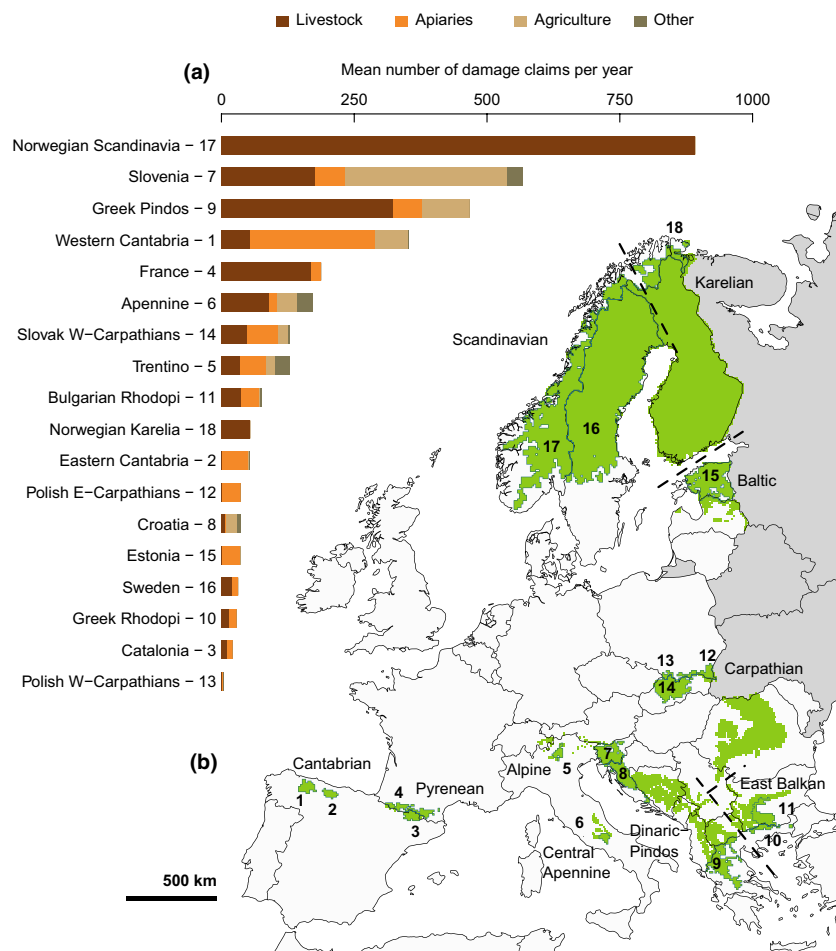 Livestock Apiaries Agriculture Other
(a)
Mean number of damage claims per year
0 250 500 750 1000
Norwegian Scandinavia − 17
Slovenia − 7
Greek Pindos − 9
Western Cantabria − 1
France − 4
Apennine − 6
Slovak W−Carpathians − 14
Trentino − 5
Bulgarian Rhodopi − 11
Norwegian Karelia − 18
Eastern Cantabria − 2
Polish E−Carpathians − 12
Croatia − 8
Estonia − 15
Sweden − 16
Greek Rhodopi − 10
Catalonia − 3
Polish W−Carpathians − 13
(b)
18
Karelian
Scandinavian
16
17
15
Baltic
12
13
Carpathian
14
7
Cantabrian
Alpine
5
8
East Balkan
4
Pyrenean
1
2
11
3
6
Dinaric−
Pindos
10
Central
Apennine
9
500 km